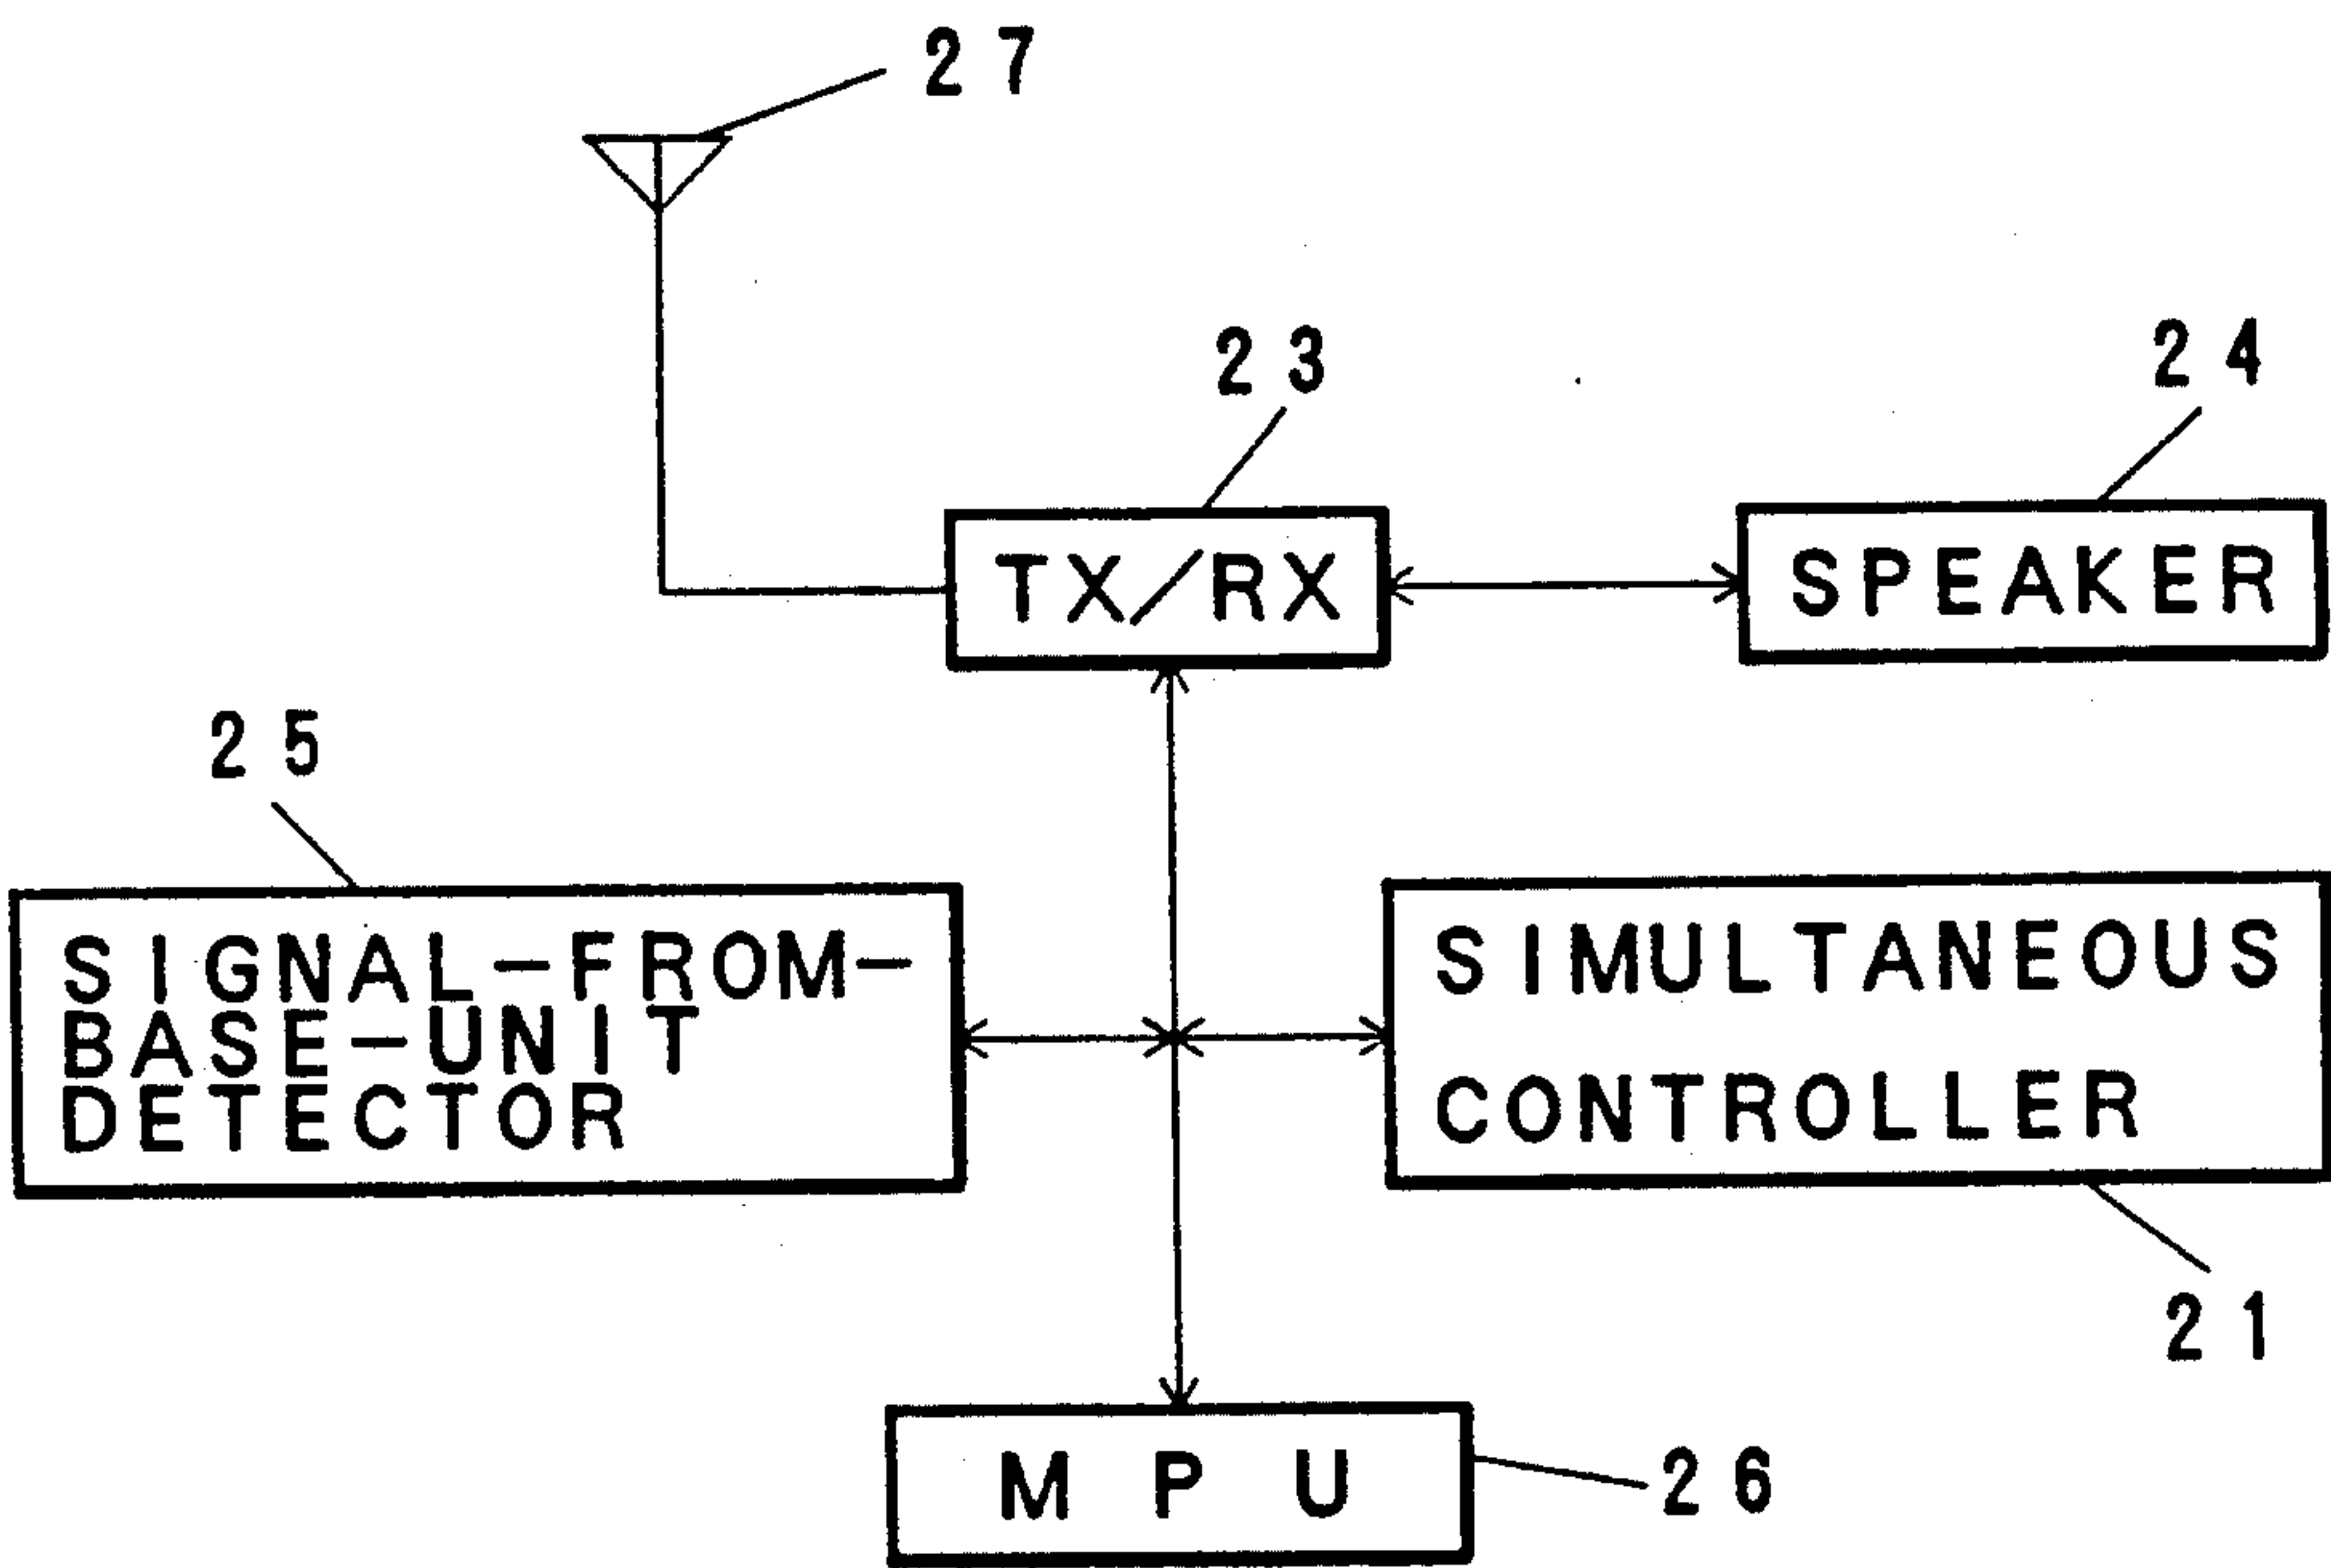 27
23
24
TX/RX
SPEAKER
25
SIGNAL-FROM-
BASE-UNIT
DETECTOR
SIMULTANEOUS
CONTROLLER
21
MPU
26